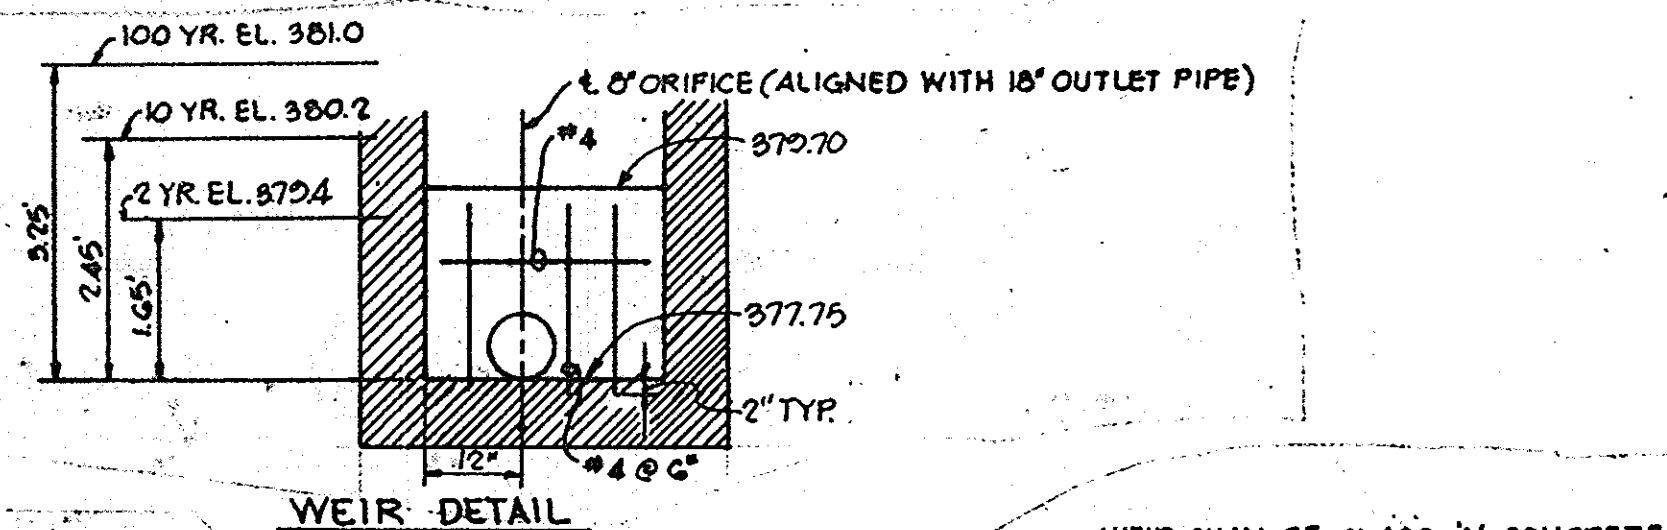 100 YR. EL. 381.0
℄ 8" ORIFICE (ALIGNED WITH 18" OUTLET PIPE)
10 YR. EL. 380.2
#4
379.70
2 YR. EL. 379.4
3.25'
2.45'
1.65'
377.75
2" TYP.
12"
#4 @ 6"
WEIR DETAIL